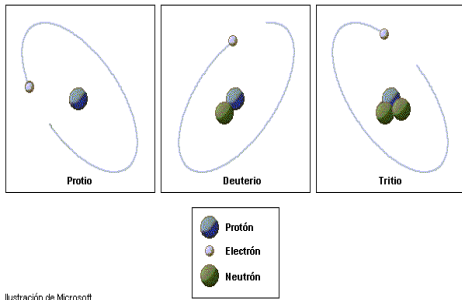 Protio
Deuterio
Tritio
Protón
Electrón
Neutrón
Ilustración de Microsoft